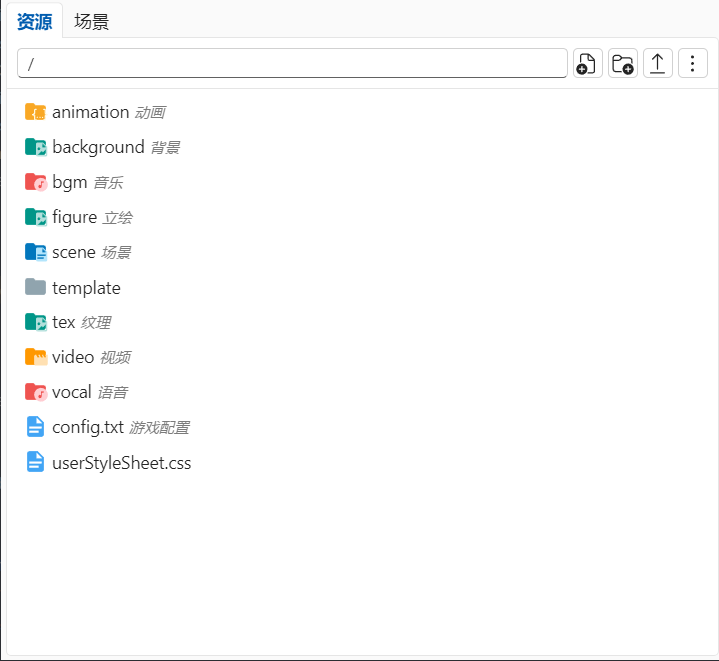 资源 场景
/
animation 动画
background 背景
bgm 音乐
figure 立绘
scene 场景
template
tex 纹理
video 视频
vocal 语音
config.txt 游戏配置
userStyleSheet.css